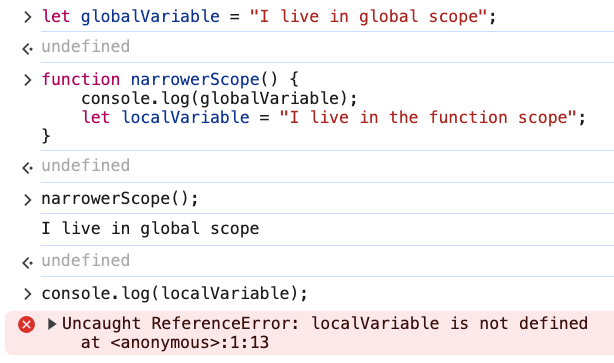 let globalVariable = "I live in global scope";
undefined
function narrowerScope() {
    console.log(globalVariable);
    let localVariable = "I live in the function scope";
}
undefined
narrowerScope();
I live in global scope
undefined
console.log(localVariable);
Uncaught ReferenceError: localVariable is not defined
    at <anonymous>:1:13